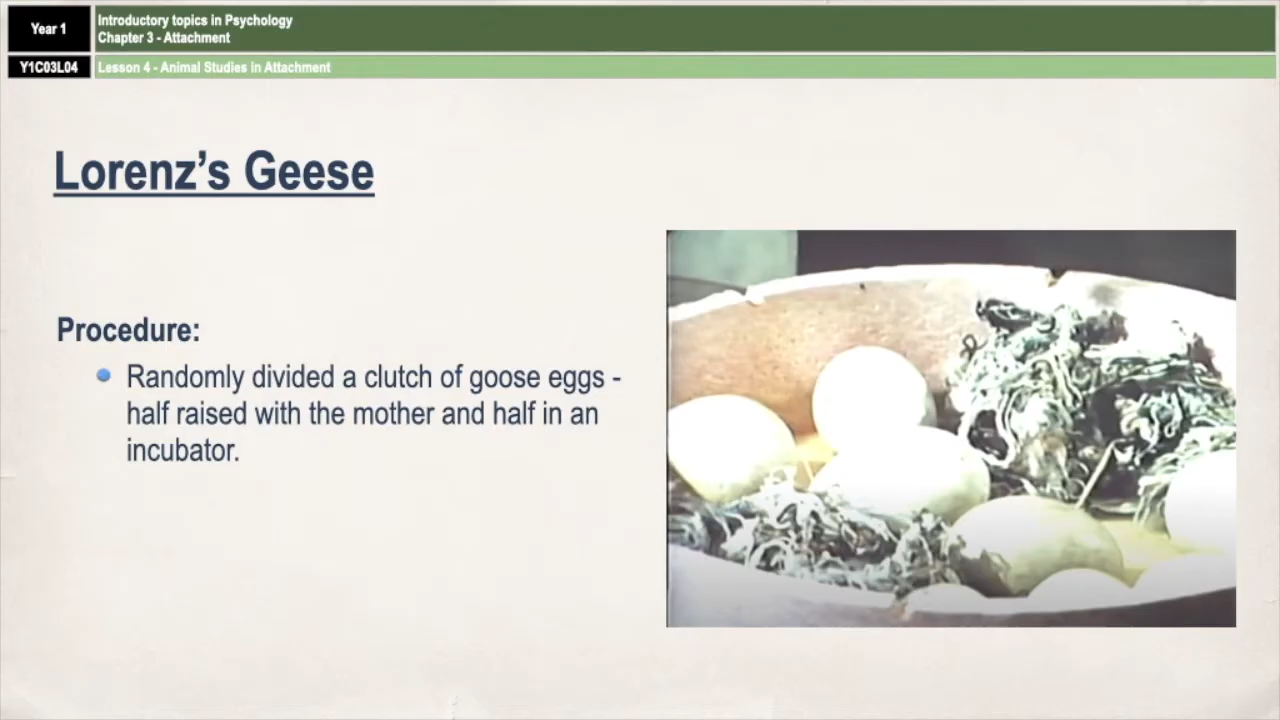 Year 1
Introductory topics in Psychology
Chapter 3 - Attachment
Y1C03L04
Lesson 4 - Animal Studies in Attachment
Lorenz's Geese
Procedure:
Randomly divided a clutch of goose eggs -
half raised with the mother and half in an
incubator.